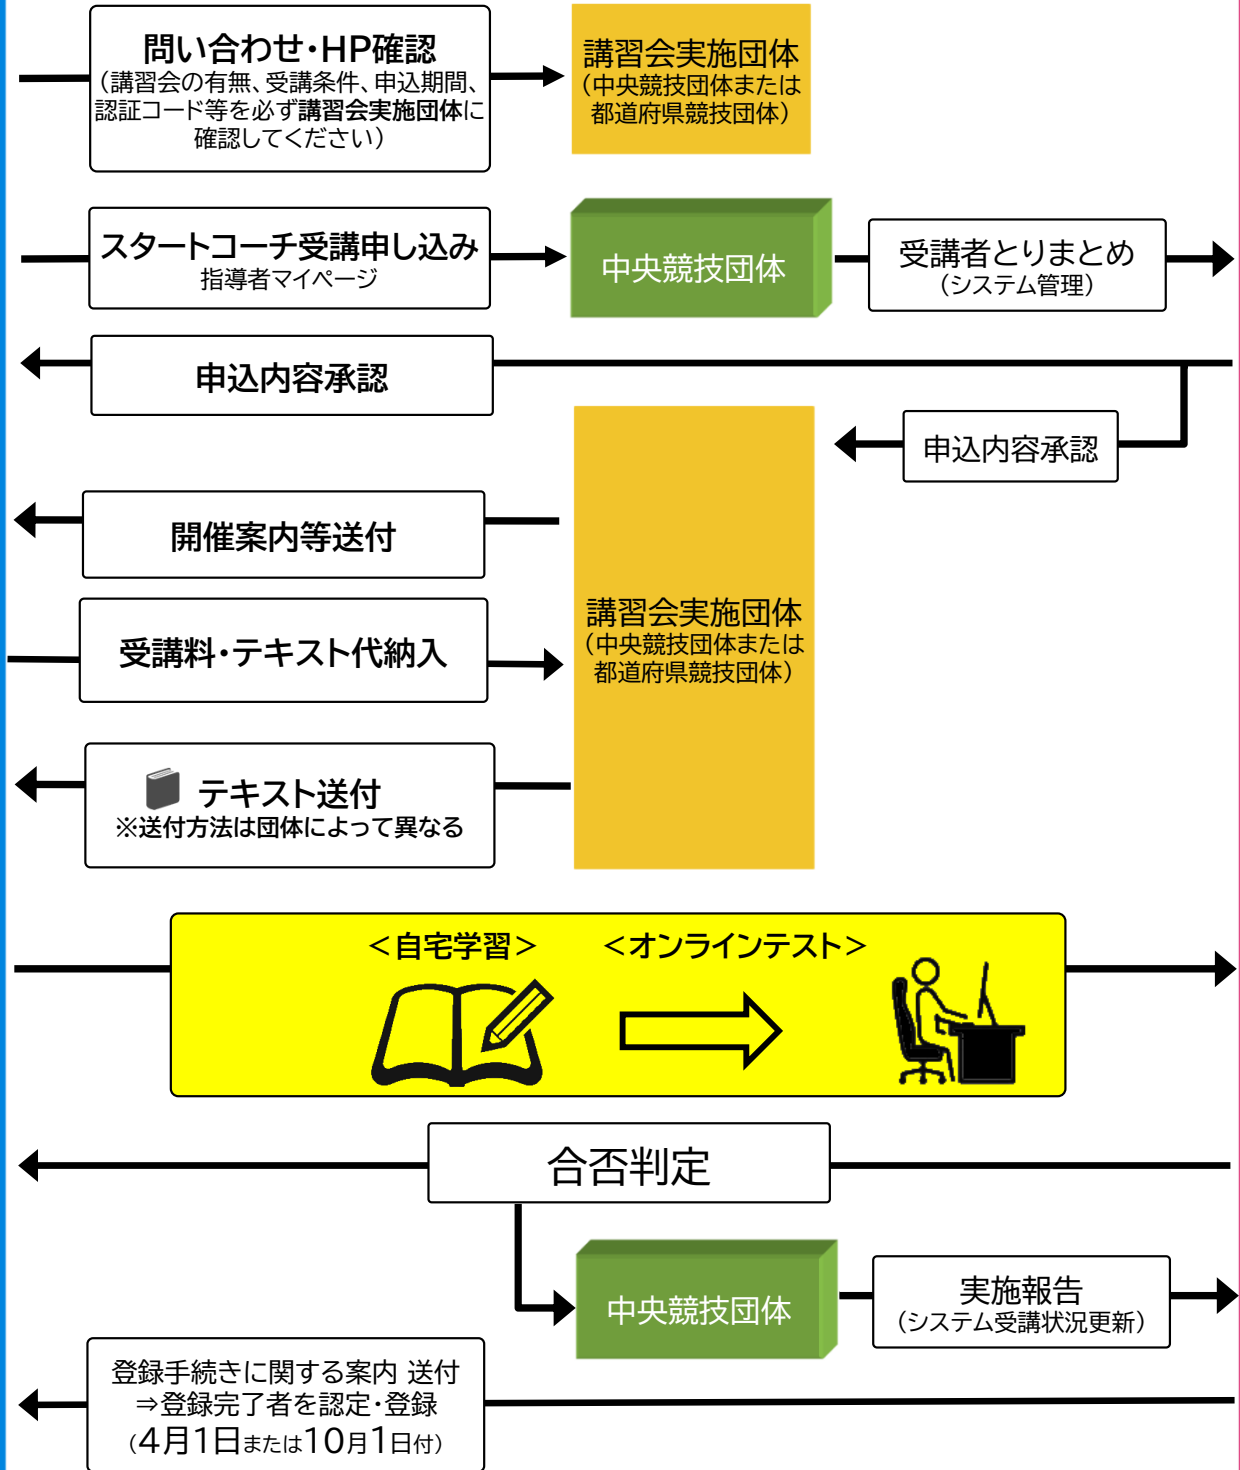 問い合わせ・HP確認
（講習会の有無、受講条件、申込期間、
認証コード等を必ず講習会実施団体に
確認してください）
講習会実施団体
（中央競技団体または
都道府県競技団体）
スタートコーチ受講申し込み
指導者マイページ
中央競技団体
受講者とりまとめ
（システム管理）
申込内容承認
申込内容承認
開催案内等送付
講習会実施団体
（中央競技団体または
都道府県競技団体）
受講料・テキスト代納入
テキスト送付
※送付方法は団体によって異なる
＜自宅学習＞
＜オンラインテスト＞
合否判定
中央競技団体
実施報告
（システム受講状況更新）
登録手続きに関する案内 送付
⇒登録完了者を認定・登録
（4月1日または10月1日付）